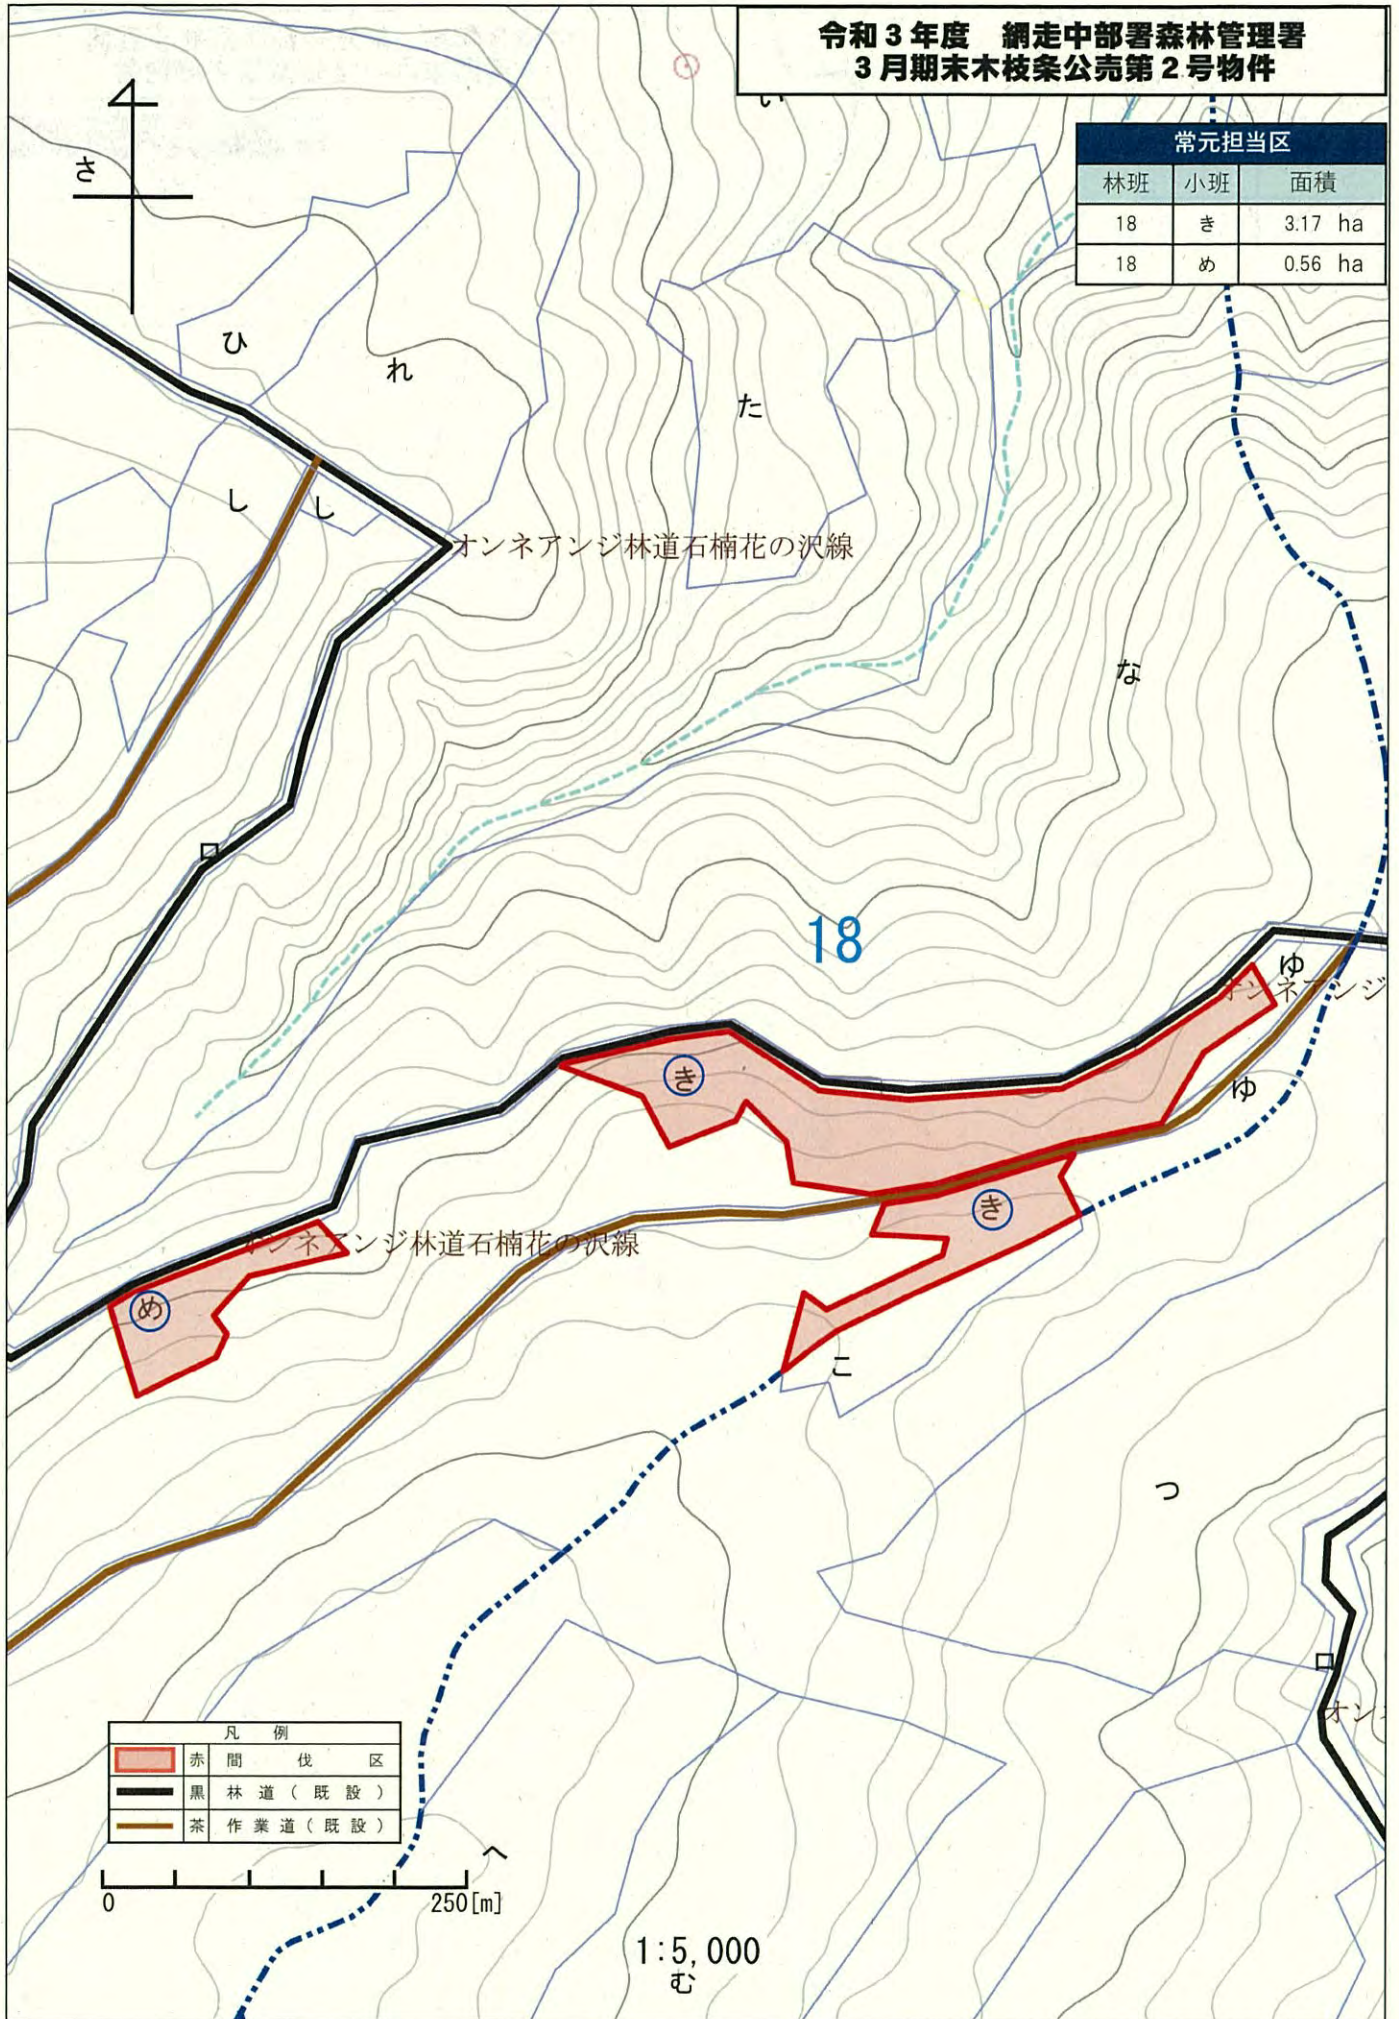 令和３年度　網走中部署森林管理署
３月期末木枝条公売第２号物件
い
常元担当区
林班 小班 面積
18 き 3.17 ha
18 め 0.56 ha
さ
ひ
れ
た
し
し
オンネアンジ林道石楠花の沢線
な
ロ
18
ゆ
オンネアンジ
き
ゆ
き
オンネアンジ林道石楠花の沢線
め
こ
つ
ロ
オン
凡　例
赤 間伐区
黒 林道（既設）
茶 作業道（既設）
へ
0 250[m]
1:5,000
む